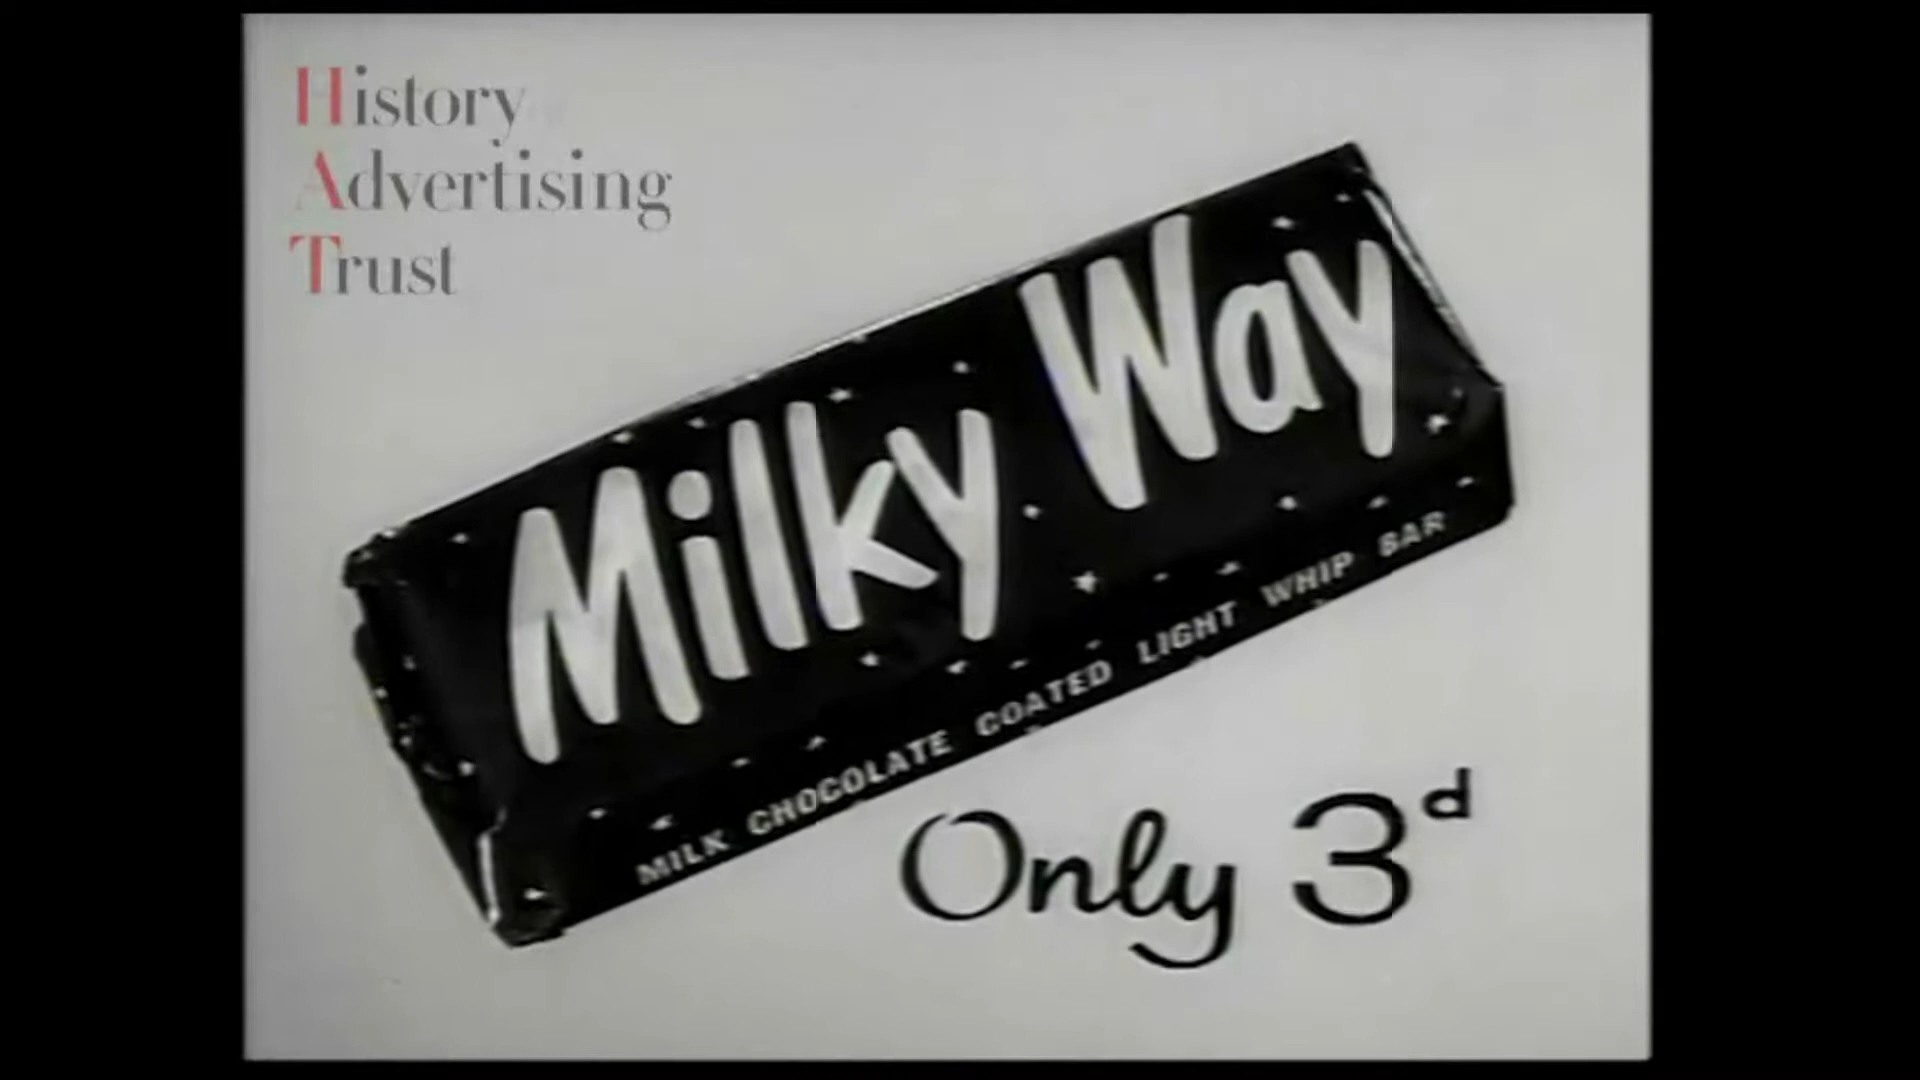 History
Advertising
Trust
Milky Way
MILK CHOCOLATE COATED LIGHT WHIP BAR
Only 3d